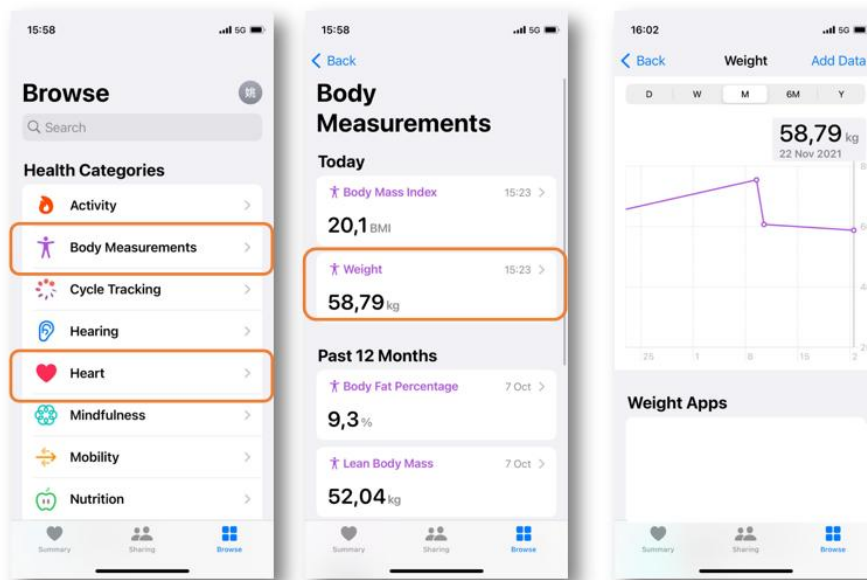 15:58
5G
Browse
姚
Search
Health Categories
Activity
Body Measurements
Cycle Tracking
Hearing
Heart
Mindfulness
Mobility
Nutrition
Summary
Sharing
Browse
15:58
5G
Back
Body
Measurements
Today
Body Mass Index 15:23
20,1 BMI
Weight 15:23
58,79 kg
Past 12 Months
Body Fat Percentage 7 Oct
9,3 %
Lean Body Mass 7 Oct
52,04 kg
Summary
Sharing
Browse
16:02
5G
Back Weight Add Data
D W M 6M Y
58,79 kg
22 Nov 2021
25 1 8 15 2
Weight Apps
Summary
Sharing
Browse